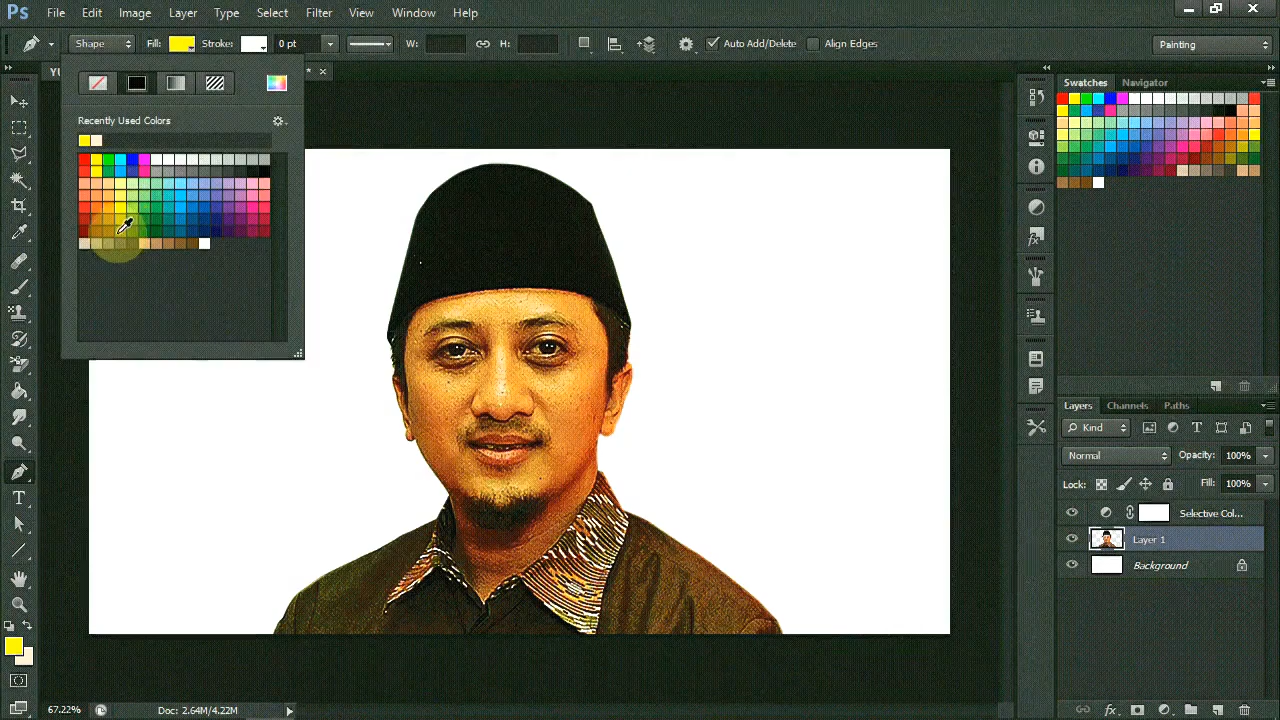 Ps File Edit Image Layer Type Select Filter View Window Help
Shape Fill: Stroke: 0 pt W: H: Auto Add/Delete Align Edges Painting
YU * ×
Recently Used Colors
Swatches Navigator
Layers Channels Paths
Kind
Normal Opacity: 100%
Lock: Fill: 100%
Selective Col...
Layer 1
Background
67.22% Doc: 2.64M/4.22M